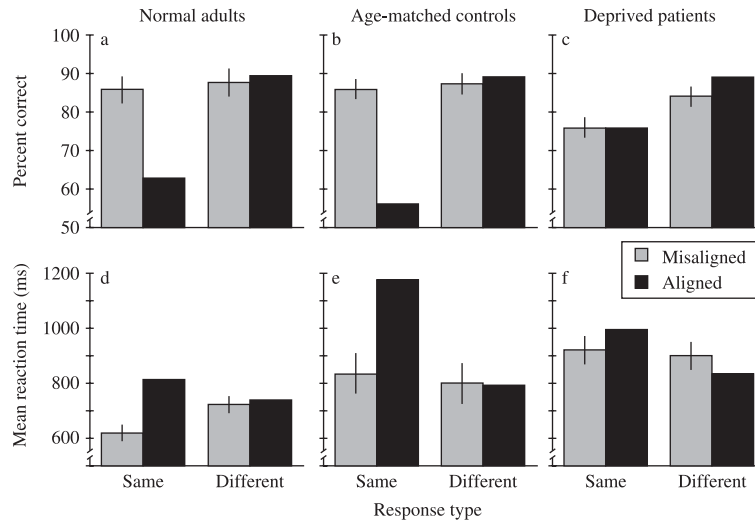 Normal adults
Age-matched controls
Deprived patients
a
b
c
Percent correct
100
90
80
70
60
50
Misaligned
Aligned
d
e
f
Mean reaction time (ms)
1200
1000
800
600
Same
Different
Same
Different
Same
Different
Response type